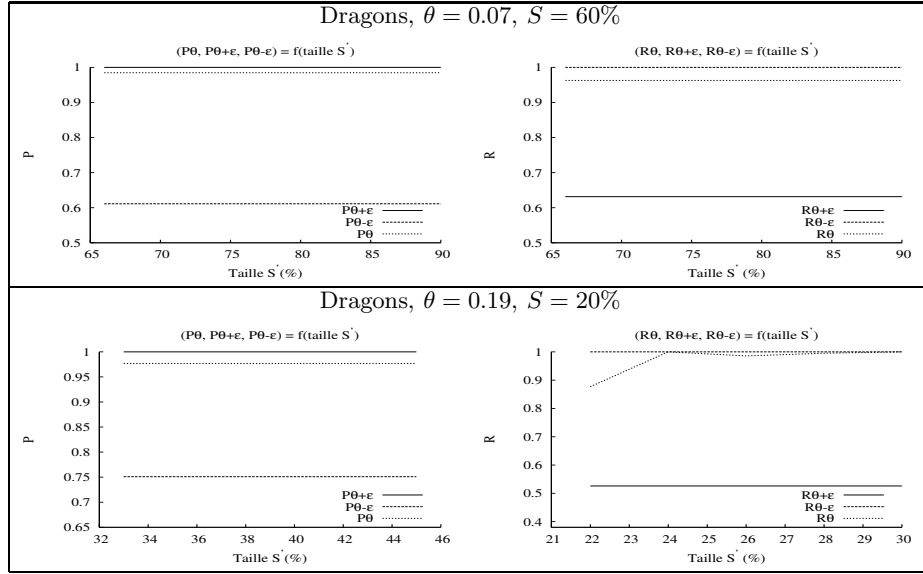 Dragons, θ = 0.07, S = 60%
(Pθ, Pθ+ε, Pθ-ε) = f(taille S*)
1
0.9
0.8
0.7
0.6
0.5
P
65 70 75 80 85 90
Taille S*(%)
Pθ+ε
Pθ-ε
Pθ
(Rθ, Rθ+ε, Rθ-ε) = f(taille S*)
1
0.9
0.8
0.7
0.6
0.5
R
65 70 75 80 85 90
Taille S*(%)
Rθ+ε
Rθ-ε
Rθ
Dragons, θ = 0.19, S = 20%
(Pθ, Pθ+ε, Pθ-ε) = f(taille S*)
1
0.95
0.9
0.85
0.8
0.75
0.7
0.65
P
32 34 36 38 40 42 44 46
Taille S*(%)
Pθ+ε
Pθ-ε
Pθ
(Rθ, Rθ+ε, Rθ-ε) = f(taille S*)
1
0.9
0.8
0.7
0.6
0.5
0.4
R
21 22 23 24 25 26 27 28 29 30
Taille S*(%)
Rθ+ε
Rθ-ε
Rθ